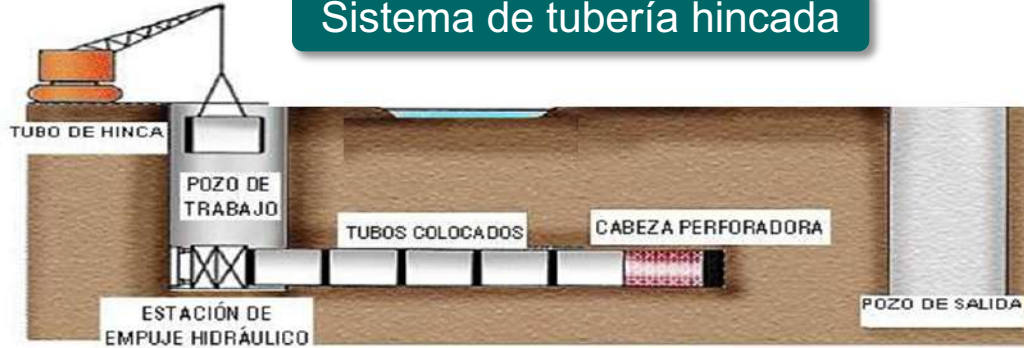 Sistema de tubería hincada
TUBO DE HINCA
POZO DE
TRABAJO
TUBOS COLOCADOS
CABEZA PERFORADORA
ESTACIÓN DE
EMPUJE HIDRÁULICO
POZO DE SALIDA